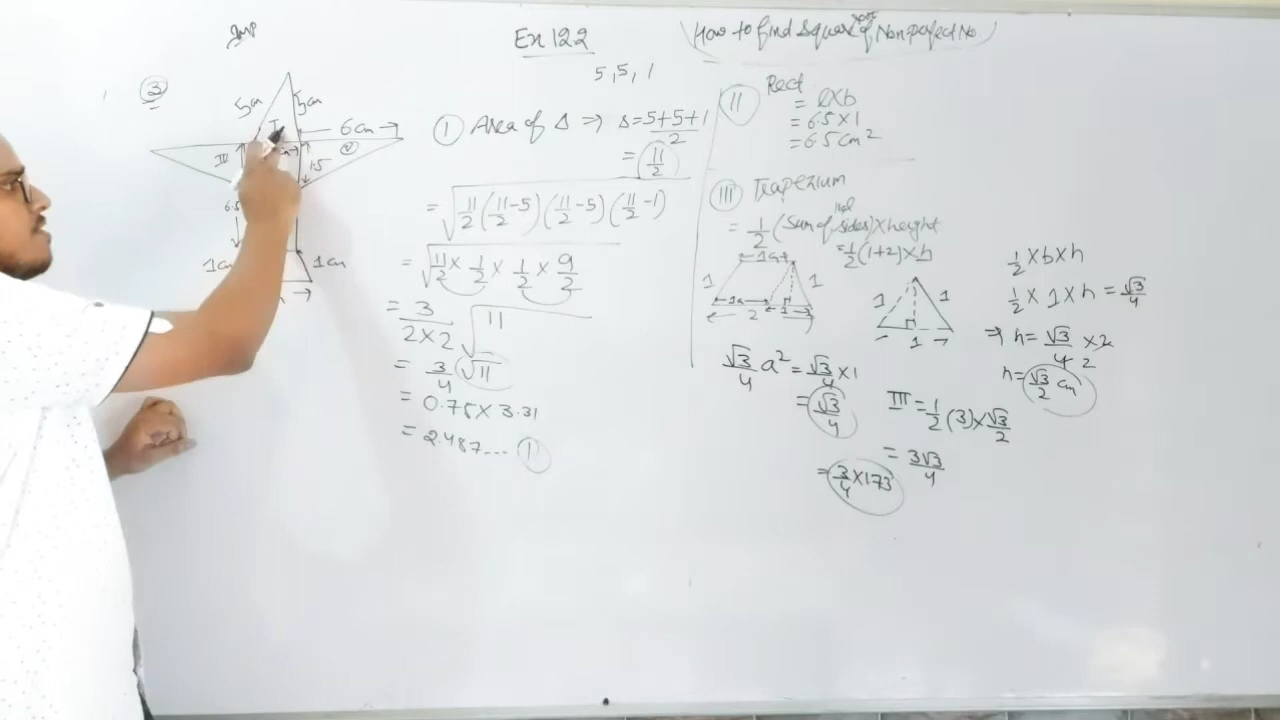 Imp
Ex 12.2
How to find square root of Non perfect No.
5, 5, 1
3
5cm
5cm
I
6cm
III
1.5
6.5
1cm
1cm
I Area of Δ ⇒ s = 5+5+1/2
= 11/2
= √11/2 (11/2 -5) (11/2 -5) (11/2 -1)
= √11/2 × 1/2 × 1/2 × 9/2
= 3/2×2 √11
= 3/4 √11
= 0.75 × 3.31
= 2.487... I
II Rect
= l×b
= 6.5×1
= 6.5 cm²
III Trapezium
= 1/2 (Sum of || sides) × height
= 1/2 (1+2) × h
1
1
1
2
1
1
1
1
√3/4 a² = √3/4 × 1
= √3/4
1/2 × b × h
1/2 × 1 × h = √3/4
⇒ h = √3/4 × 2
2
h = √3/2 cm
III = 1/2 (3) × √3/2
= 3√3/4
= 3/4 × 1.73